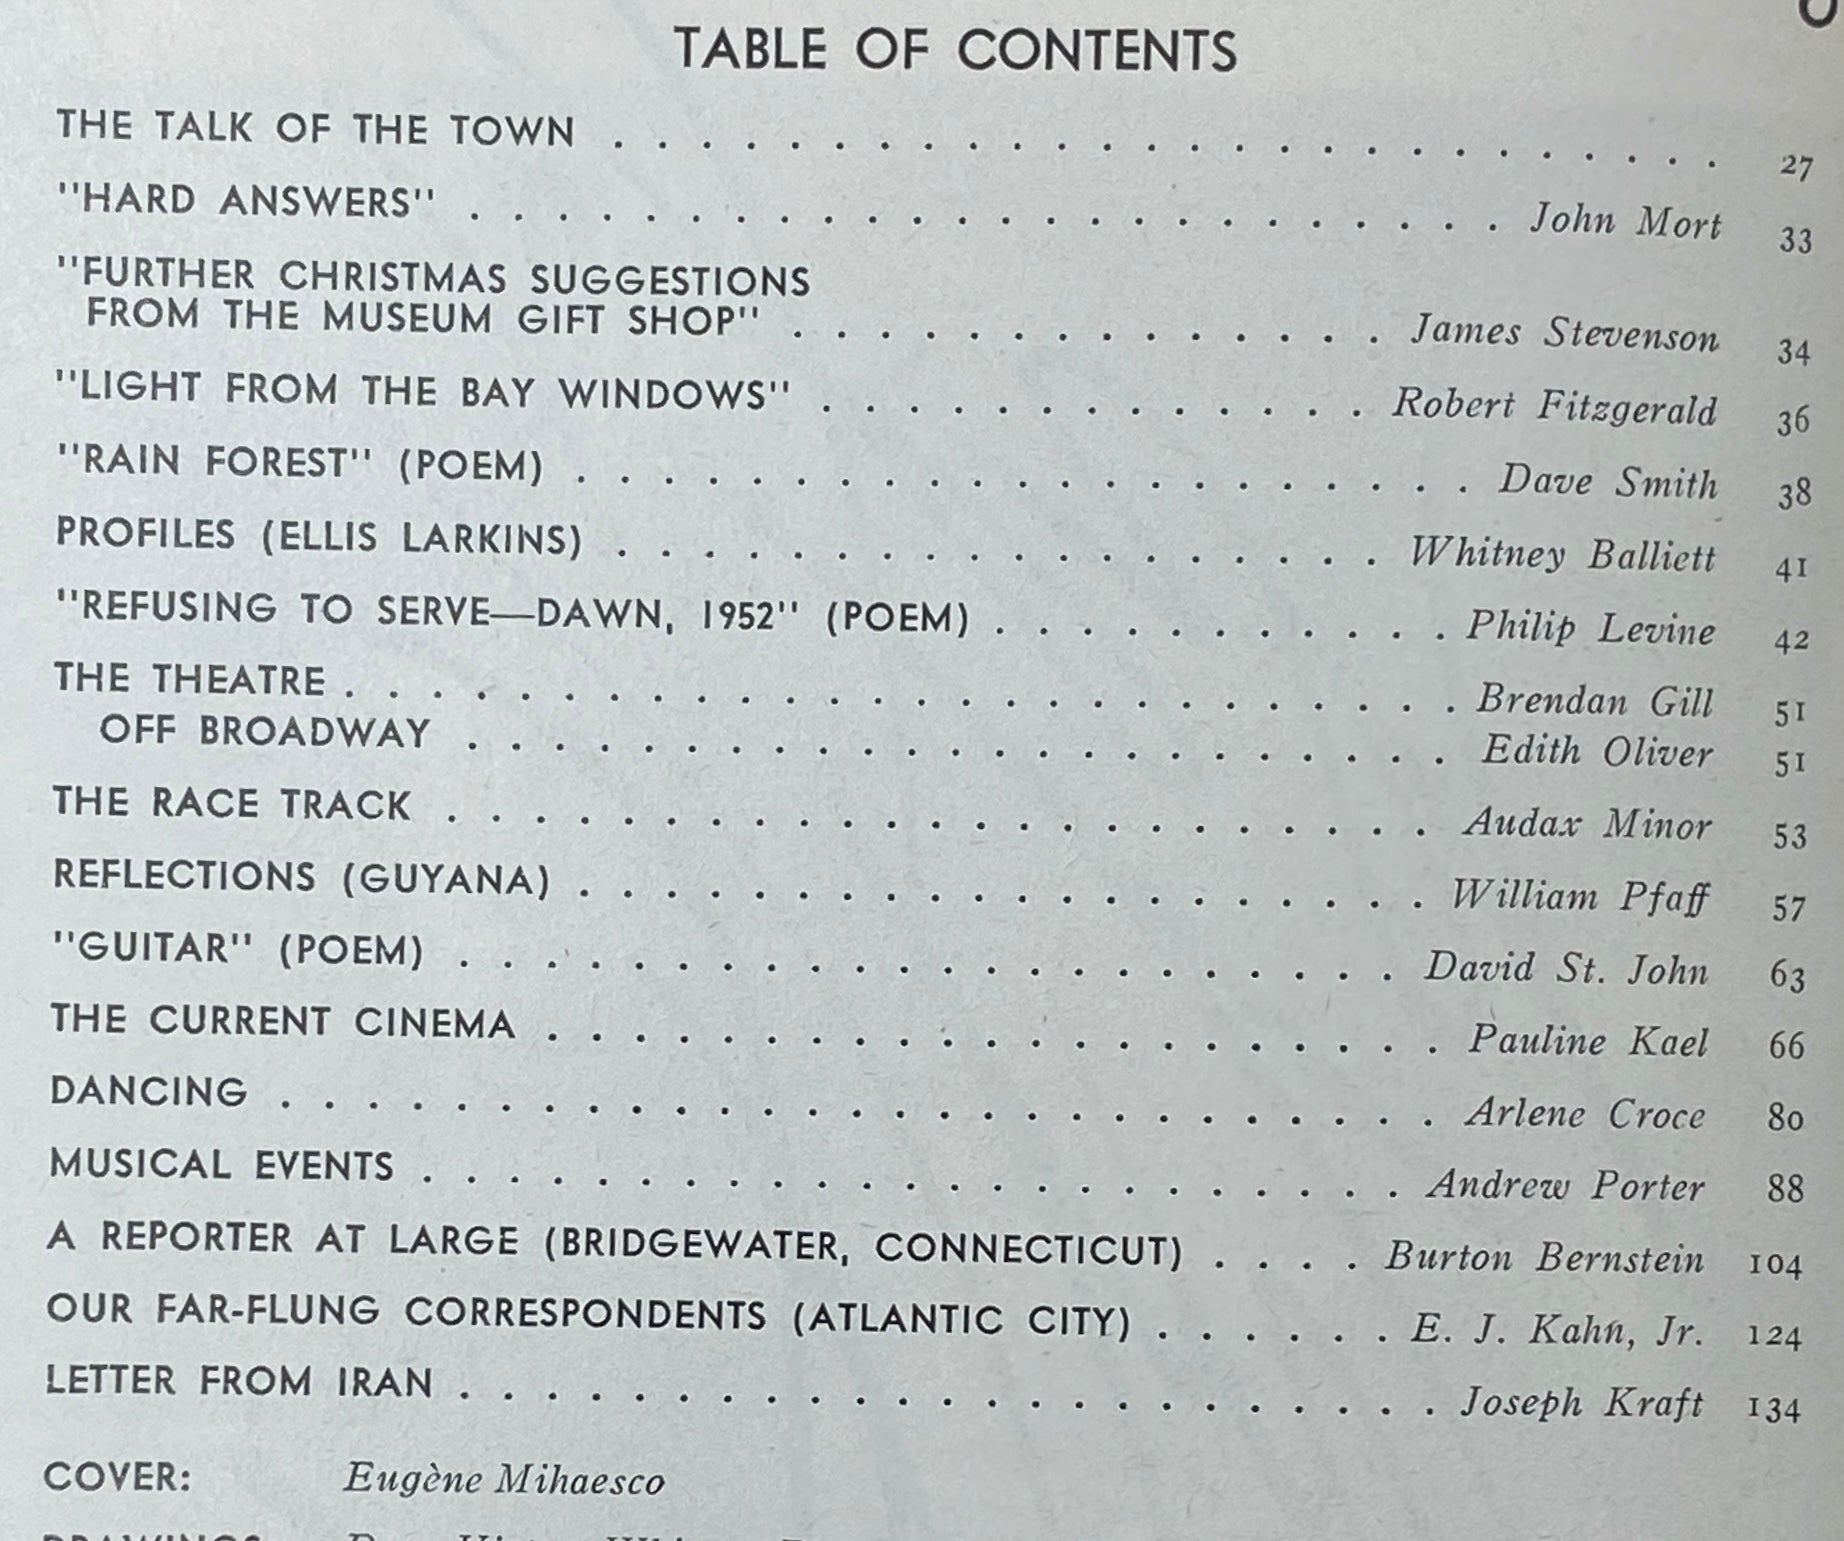 TABLE OF CONTENTS
THE TALK OF THE TOWN . . . . . . . . . . . . . . . . . . . . . . . . . . 27
"HARD ANSWERS" . . . . . . . . . . . . . . . . . . . . . . . . John Mort 33
"FURTHER CHRISTMAS SUGGESTIONS
FROM THE MUSEUM GIFT SHOP" . . . . . . . . . . . . . . James Stevenson 34
"LIGHT FROM THE BAY WINDOWS" . . . . . . . . . . . . . Robert Fitzgerald 36
"RAIN FOREST" (POEM) . . . . . . . . . . . . . . . . . . . . . Dave Smith 38
PROFILES (ELLIS LARKINS) . . . . . . . . . . . . . . . . . . Whitney Balliett 41
"REFUSING TO SERVE—DAWN, 1952" (POEM) . . . . . . . . . . . Philip Levine 42
THE THEATRE . . . . . . . . . . . . . . . . . . . . . . . . . . Brendan Gill 51
OFF BROADWAY . . . . . . . . . . . . . . . . . . . . . . . Edith Oliver 51
THE RACE TRACK . . . . . . . . . . . . . . . . . . . . . . . Audax Minor 53
REFLECTIONS (GUYANA) . . . . . . . . . . . . . . . . . . . . William Pfaff 57
"GUITAR" (POEM) . . . . . . . . . . . . . . . . . . . . . . David St. John 63
THE CURRENT CINEMA . . . . . . . . . . . . . . . . . . . . . Pauline Kael 66
DANCING . . . . . . . . . . . . . . . . . . . . . . . . . . . Arlene Croce 80
MUSICAL EVENTS . . . . . . . . . . . . . . . . . . . . . . . Andrew Porter 88
A REPORTER AT LARGE (BRIDGEWATER, CONNECTICUT) . . . . Burton Bernstein 104
OUR FAR-FLUNG CORRESPONDENTS (ATLANTIC CITY) . . . . . . E. J. Kahn, Jr. 124
LETTER FROM IRAN . . . . . . . . . . . . . . . . . . . . . . . Joseph Kraft 134
COVER: Eugène Mihaesco